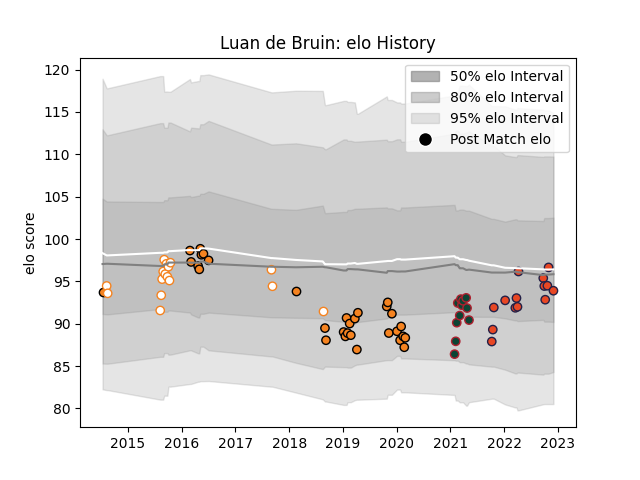 Luan de Bruin: elo History
120
115
110
105
100
95
90
85
80
elo score
50% elo Interval
80% elo Interval
95% elo Interval
Post Match elo
2015 2016 2017 2018 2019 2020 2021 2022 2023